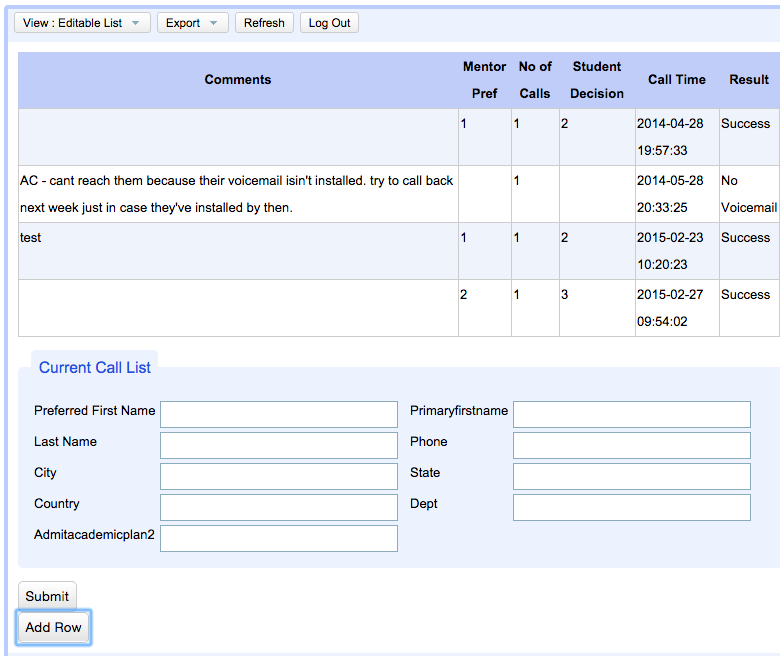 View : Editable List Export Refresh Log Out
Comments Mentor Pref No of Calls Student Decision Call Time Result
1 1 2 2014-04-28 19:57:33 Success
AC - cant reach them because their voicemail isin't installed. try to call back
next week just in case they've installed by then.
1 2014-05-28 20:33:25 No Voicemail
test 1 1 2 2015-02-23 10:20:23 Success
2 1 3 2015-02-27 09:54:02 Success
Current Call List
Preferred First Name Primaryfirstname
Last Name Phone
City State
Country Dept
Admitacademicplan2
Submit
Add Row